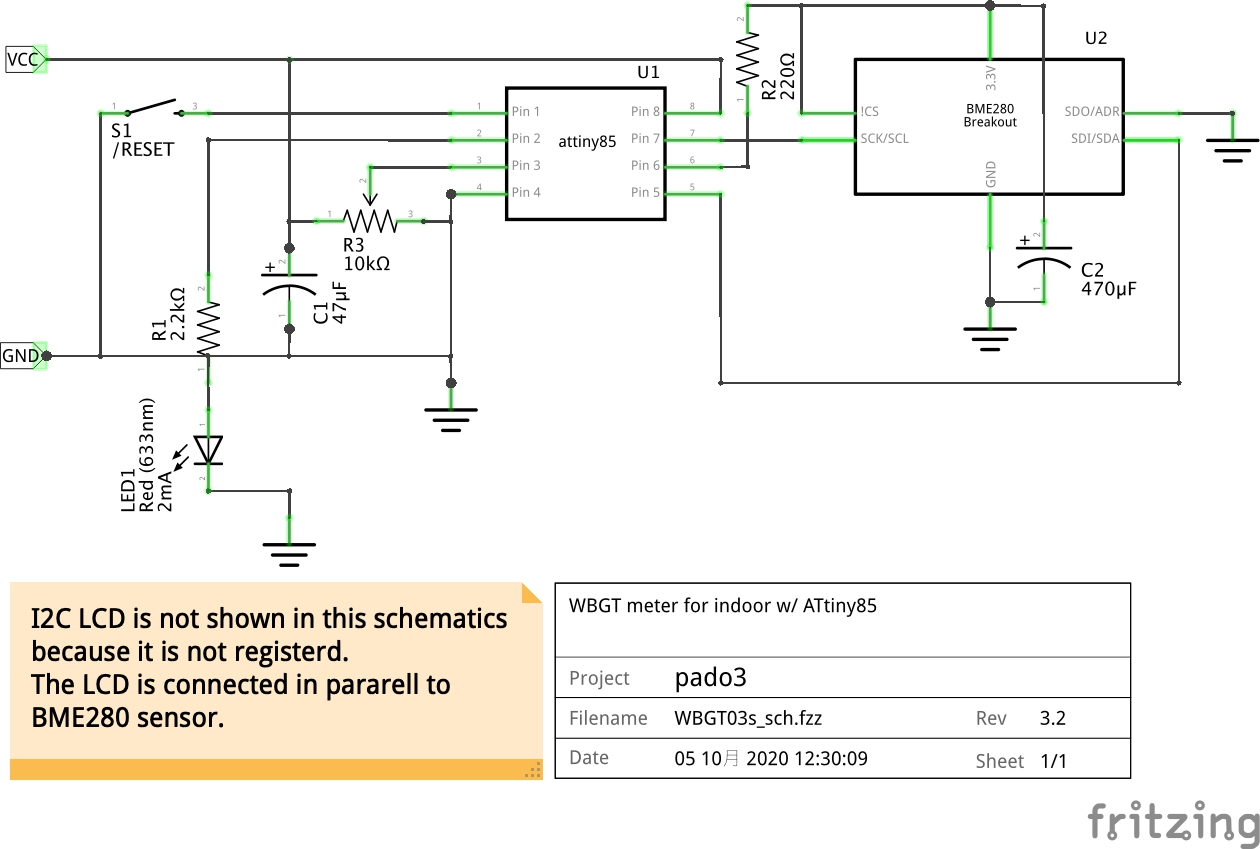 VCC
GND
1
3
S1
/RESET
2
R1
2.2kΩ
1
1
LED1
Red (633nm)
2mA
2
1
2
3
R3
10kΩ
+
2
C1
47µF
1
U1
attiny85
1
Pin 1
2
Pin 2
3
Pin 3
4
Pin 4
Pin 8
8
Pin 7
7
Pin 6
6
Pin 5
5
2
R2
220Ω
1
U2
BME280
Breakout
3.3V
!CS
SCK/SCL
SDO/ADR
SDI/SDA
GND
+
2
C2
470µF
1
I2C LCD is not shown in this schematics
because it is not registerd.
The LCD is connected in pararell to
BME280 sensor.
WBGT meter for indoor w/ ATtiny85
Project pado3
Filename WBGT03s_sch.fzz Rev 3.2
Date 05 10月 2020 12:30:09 Sheet 1/1
fritzing